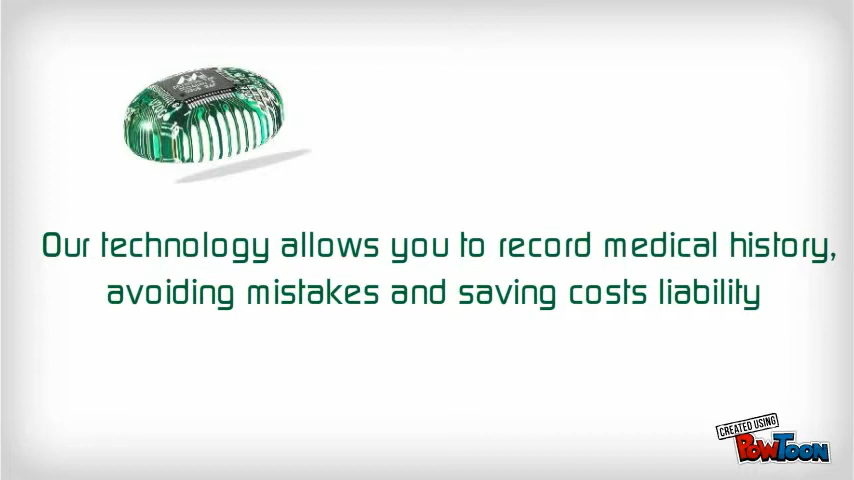 Our technology allows you to record medical history,
avoiding mistakes and saving costs liability
CREATED USING
PowToon